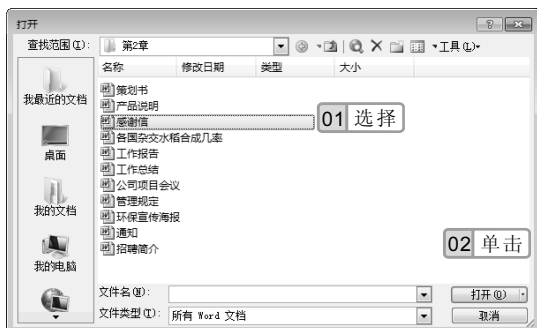 打开
查找范围(I): 第2章 工具(L)
名称 修改日期 类型 大小
我最近的文档
桌面
我的文档
我的电脑
策划书
产品说明
感谢信
各国杂交水稻合成几率
工作报告
工作总结
公司项目会议
管理规定
环保宣传海报
通知
招聘简介
01 选择
02 单击
文件名(N): 打开(O)
文件类型(T): 所有 Word 文档 取消